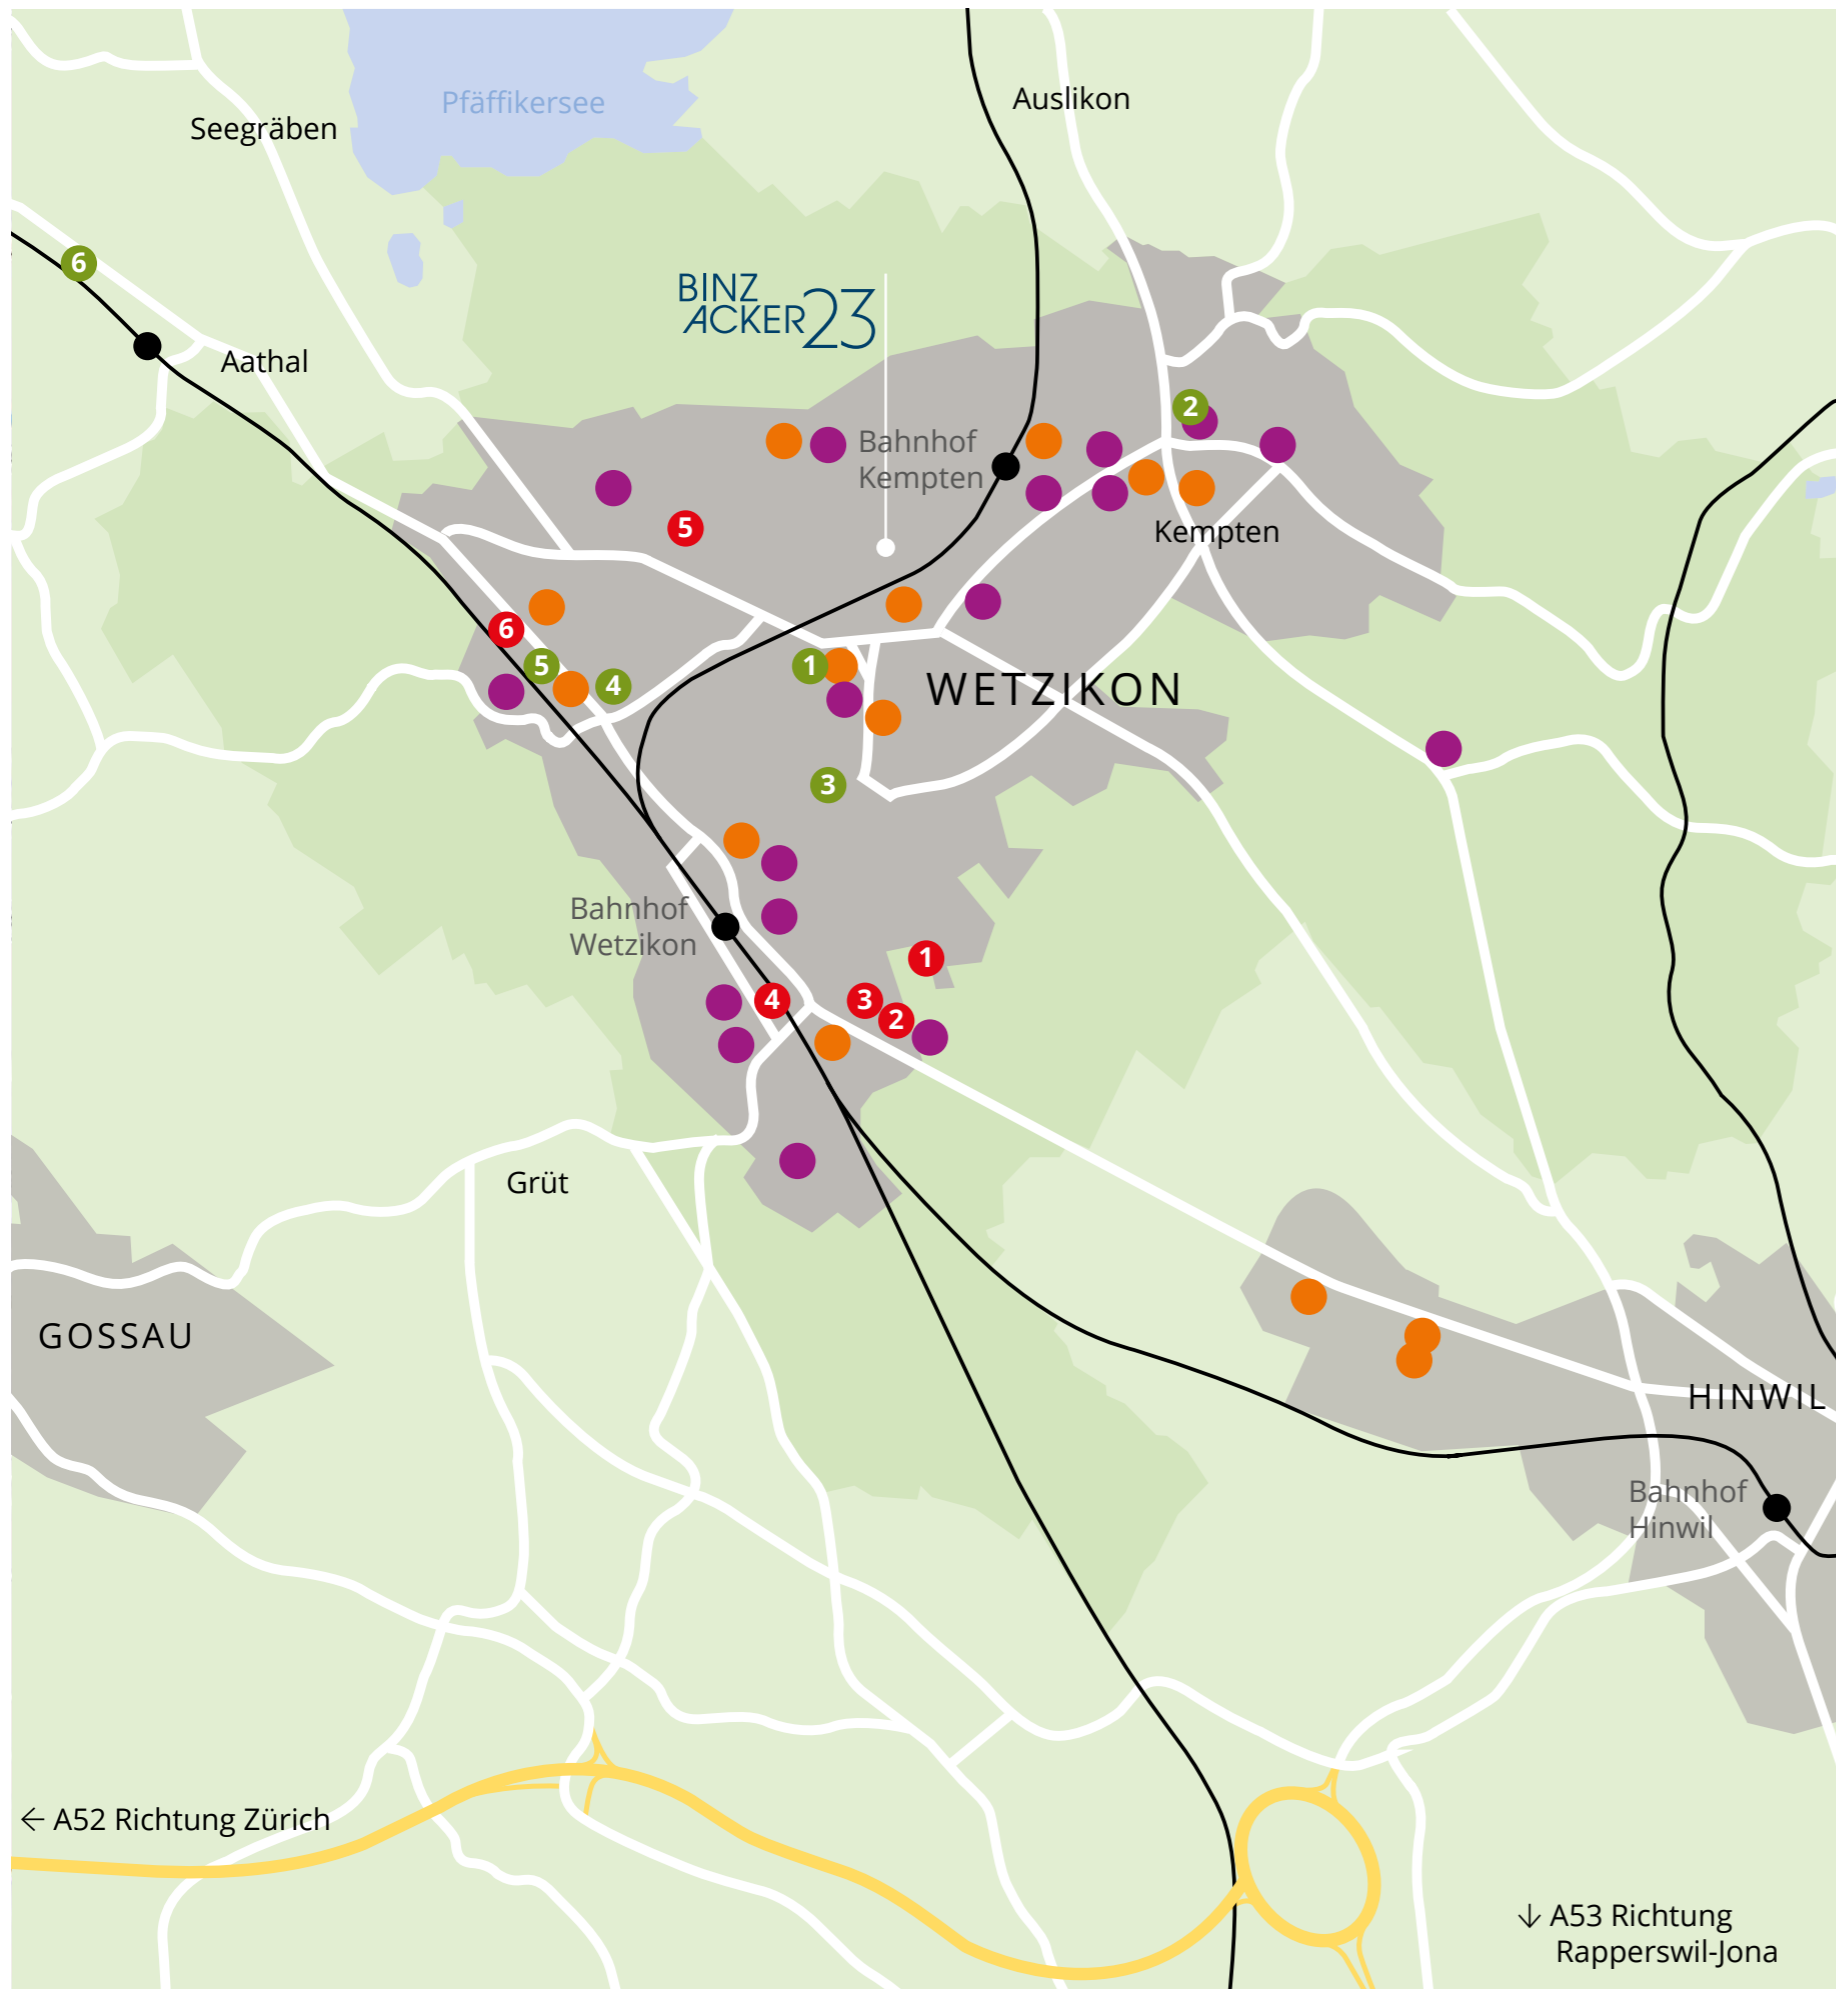 Auslikon
Pfäffikersee
Seegräben
6
BINZ
ACKER23
Aathal
2
Bahnhof
Kempten
5
Kempten
6
5
4
1
WETZIKON
3
Bahnhof
Wetzikon
1
4
3
2
Grüt
GOSSAU
HINWIL
Bahnhof
Hinwil
← A52 Richtung Zürich
↓ A53 Richtung
Rapperswil-Jona